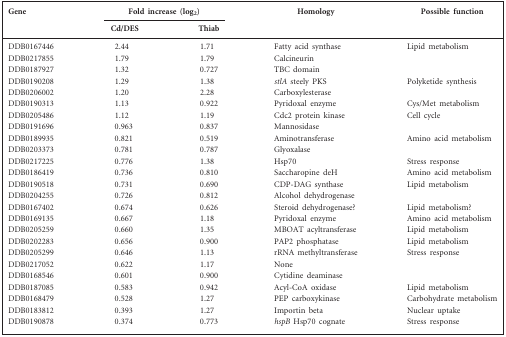 Gene Fold increase (log2) Homology Possible function
Cd/DES Thiab
DDB0167446 2.44 1.71 Fatty acid synthase Lipid metabolism
DDB0217855 1.79 1.79 Calcineurin
DDB0187927 1.32 0.727 TBC domain
DDB0190208 1.29 1.38 stlA steely PKS Polyketide synthesis
DDB0206002 1.20 2.28 Carboxylesterase
DDB0190313 1.13 0.922 Pyridoxal enzyme Cys/Met metabolism
DDB0205486 1.12 1.19 Cdc2 protein kinase Cell cycle
DDB0191696 0.963 0.837 Mannosidase
DDB0189935 0.821 0.519 Aminotransferase Amino acid metabolism
DDB0203373 0.781 0.787 Glyoxalase
DDB0217225 0.776 1.38 Hsp70 Stress response
DDB0186419 0.736 0.810 Saccharopine deH Amino acid metabolism
DDB0190518 0.731 0.690 CDP-DAG synthase Lipid metabolism
DDB0204255 0.726 0.812 Alcohol dehydrogenase
DDB0167402 0.674 0.626 Steroid dehydrogenase? Lipid metabolism?
DDB0169135 0.667 1.18 Pyridoxal enzyme Amino acid metabolism
DDB0205259 0.660 1.35 MBOAT acyltransferase Lipid metabolism
DDB0202283 0.656 0.900 PAP2 phosphatase Lipid metabolism
DDB0205299 0.646 1.13 rRNA methyltransferase Stress response
DDB0217052 0.622 1.17 None
DDB0168546 0.601 0.900 Cytidine deaminase
DDB0187085 0.583 0.942 Acyl-CoA oxidase Lipid metabolism
DDB0168479 0.528 1.27 PEP carboxykinase Carbohydrate metabolism
DDB0183812 0.393 1.27 Importin beta Nuclear uptake
DDB0190878 0.374 0.773 hspB Hsp70 cognate Stress response